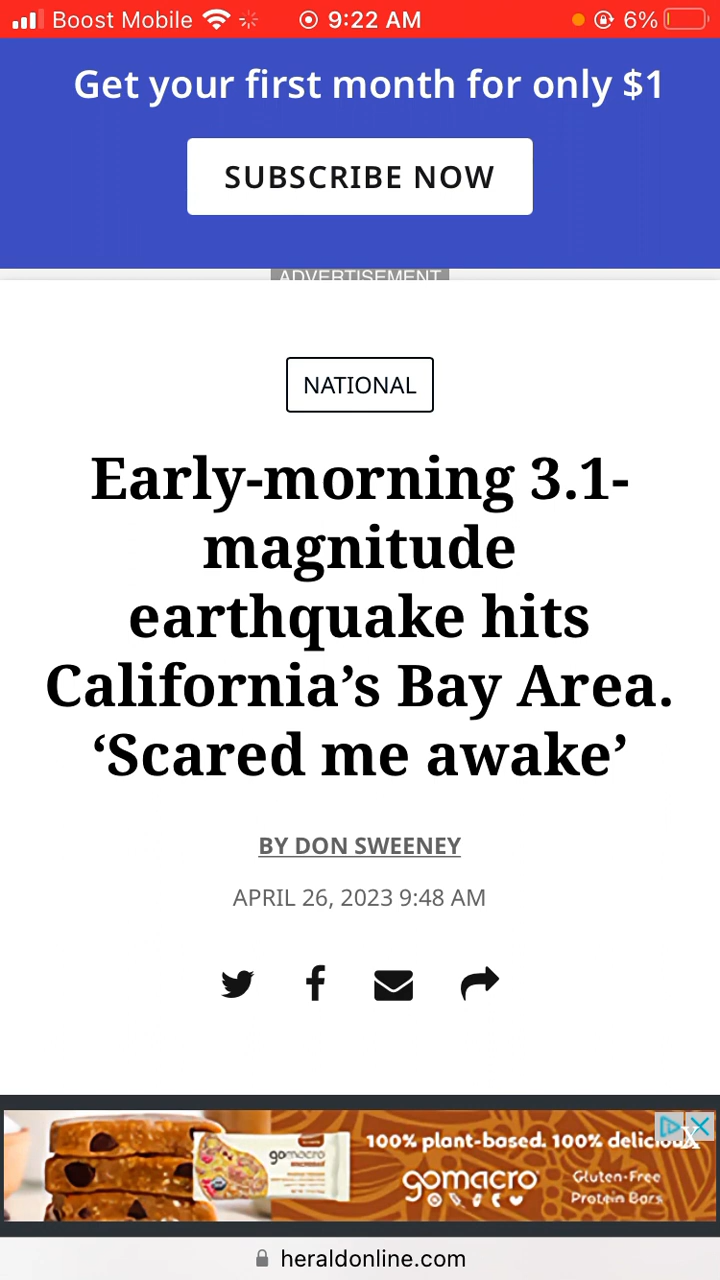 Boost Mobile 9:22 AM 6%
Get your first month for only $1
SUBSCRIBE NOW
ADVERTISEMENT
NATIONAL
Early-morning 3.1-
magnitude
earthquake hits
California’s Bay Area.
‘Scared me awake’
BY DON SWEENEY
APRIL 26, 2023 9:48 AM
100% plant-based. 100% delicious
gomacro
gomacro
Gluten-Free
Protein Bars
X
heraldonline.com